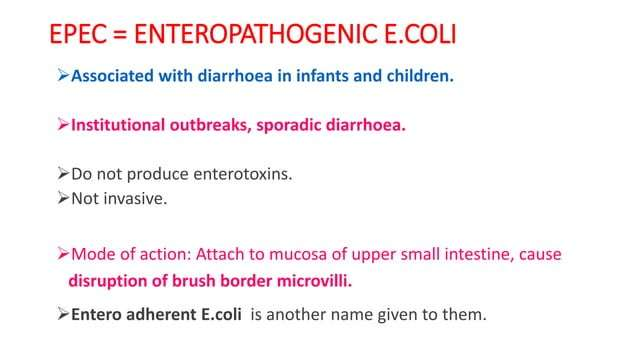 EPEC = ENTEROPATHOGENIC E.COLI
➢Associated with diarrhoea in infants and children.
➢Institutional outbreaks, sporadic diarrhoea.
➢Do not produce enterotoxins.
➢Not invasive.
➢Mode of action: Attach to mucosa of upper small intestine, cause
disruption of brush border microvilli.
➢Entero adherent E.coli is another name given to them.